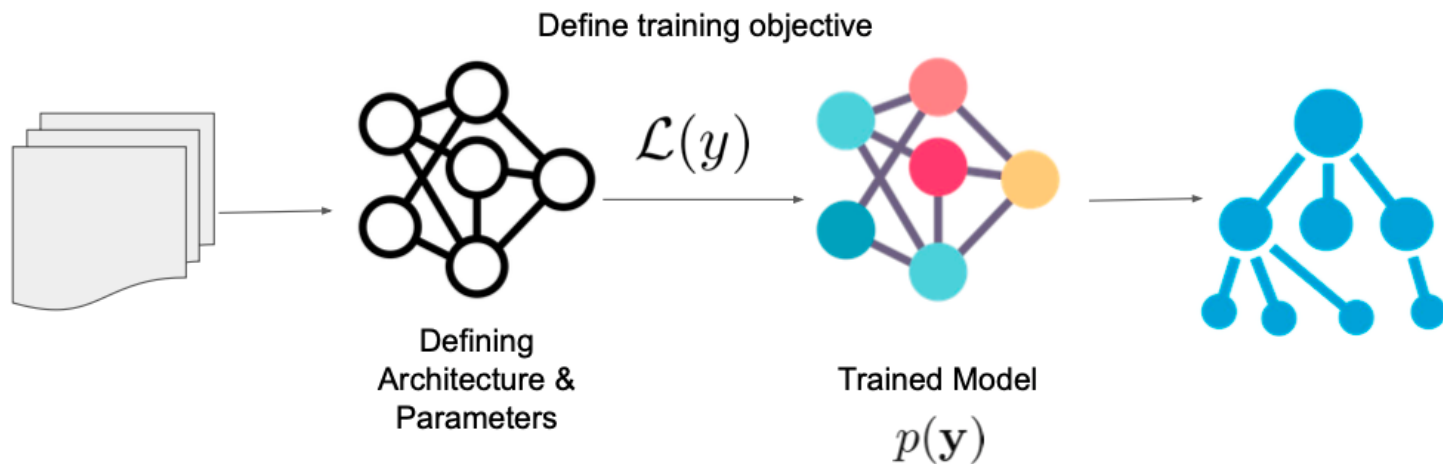 Define training objective
ℒ(y)
Defining
Architecture &
Parameters
Trained Model
p(𝐲)